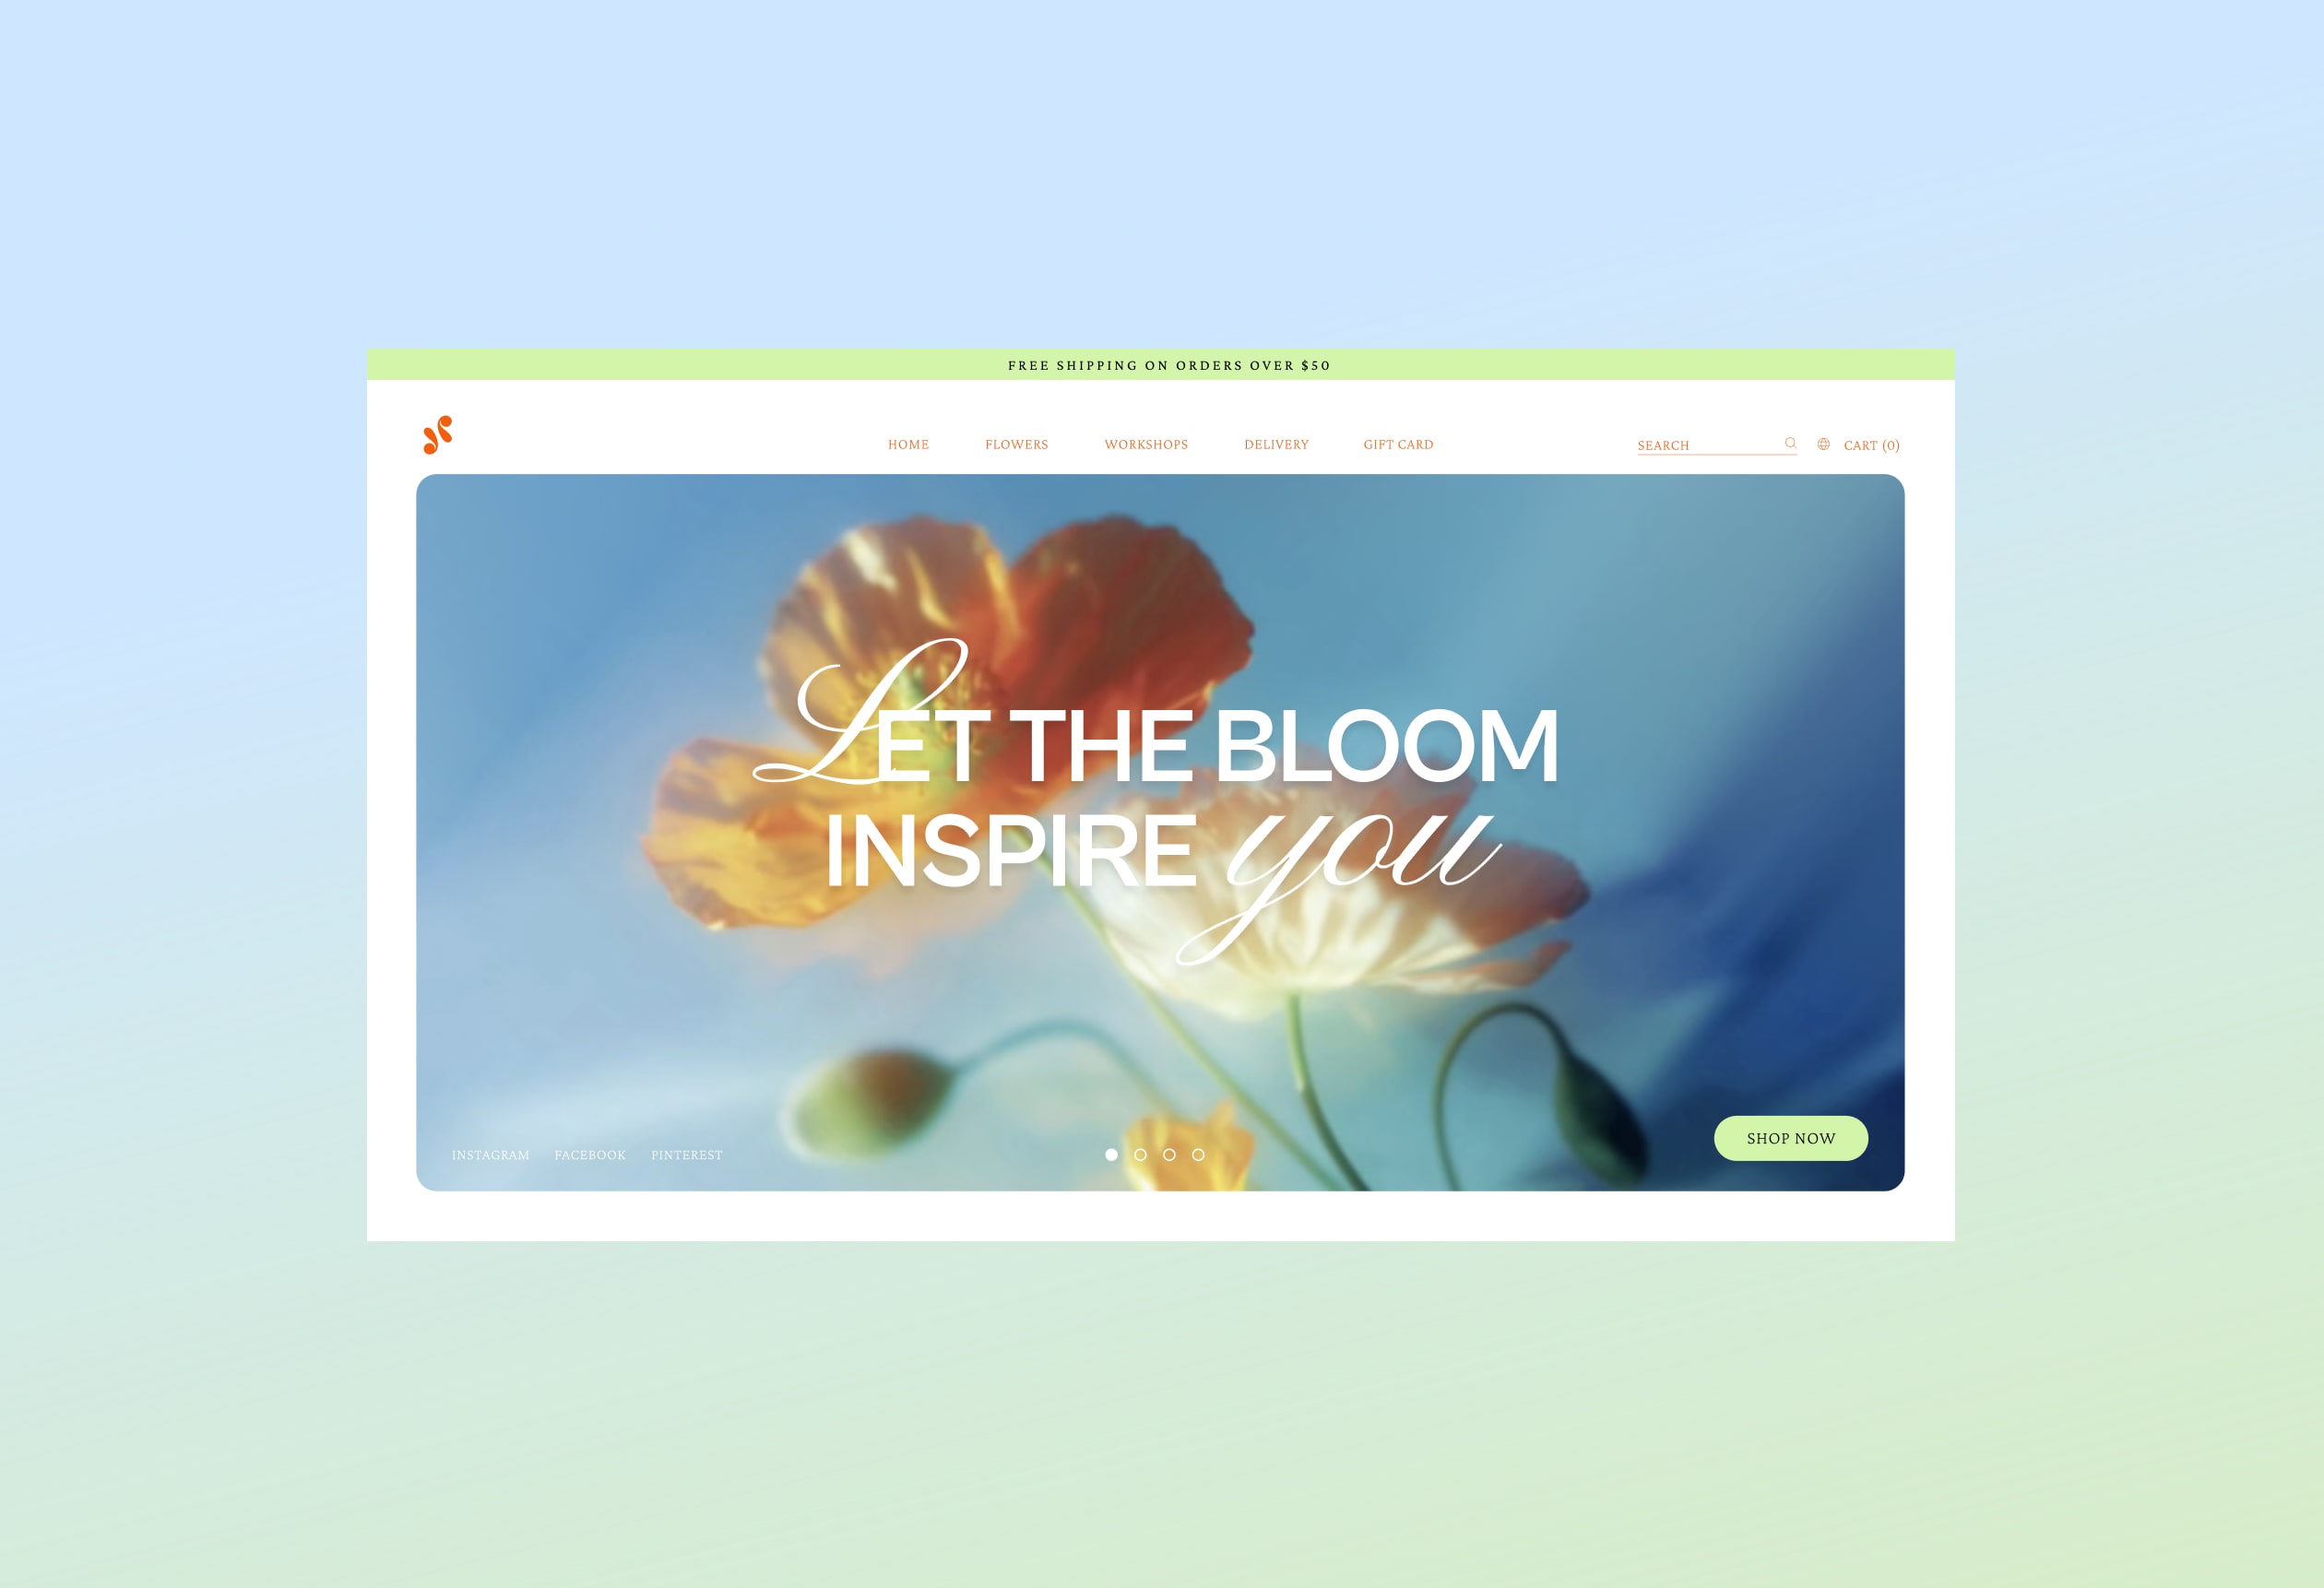 FREE SHIPPING ON ORDERS OVER $50
HOME FLOWERS WORKSHOPS DELIVERY GIFT CARD SEARCH CART (0)
LET THE BLOOM
INSPIRE you
INSTAGRAM FACEBOOK PINTEREST
SHOP NOW